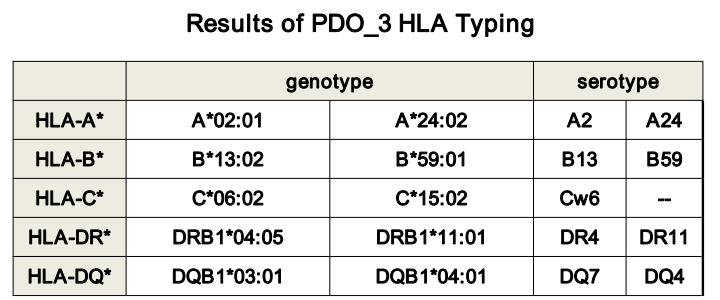 Results of PDO_3 HLA Typing
genotype serotype
HLA-A* A*02:01 A*24:02 A2 A24
HLA-B* B*13:02 B*59:01 B13 B59
HLA-C* C*06:02 C*15:02 Cw6 --
HLA-DR* DRB1*04:05 DRB1*11:01 DR4 DR11
HLA-DQ* DQB1*03:01 DQB1*04:01 DQ7 DQ4